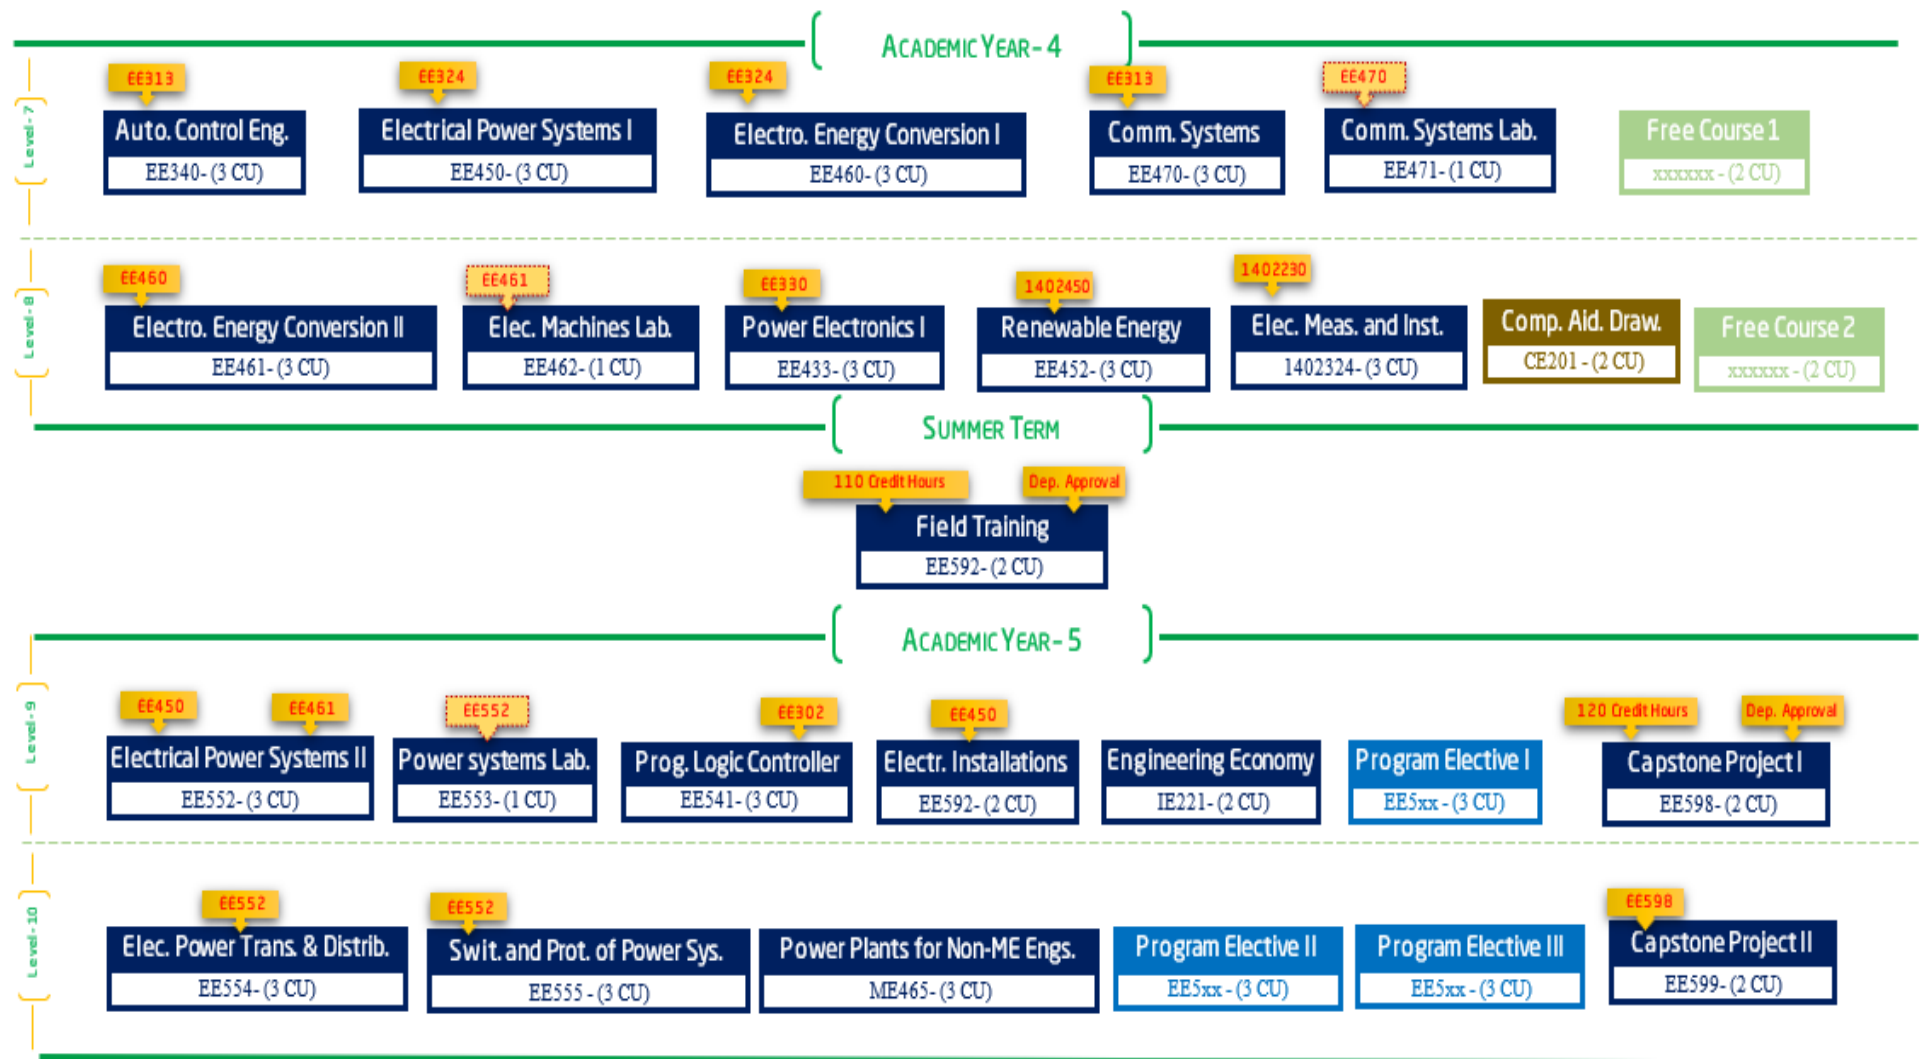 ACADEMIC YEAR - 4
Level-7
EE313
EE324
EE324
EE313
EE470
Auto. Control Eng.
EE340- (3 CU)
Electrical Power Systems I
EE450- (3 CU)
Electro. Energy Conversion I
EE460- (3 CU)
Comm. Systems
EE470- (3 CU)
Comm. Systems Lab.
EE471- (1 CU)
Free Course 1
xxxxxx - (2 CU)
Level-8
EE460
EE461
EE330
1402450
1402230
Electro. Energy Conversion II
EE461- (3 CU)
Elec. Machines Lab.
EE462- (1 CU)
Power Electronics I
EE433- (3 CU)
Renewable Energy
EE452- (3 CU)
Elec. Meas. and Inst.
1402324- (3 CU)
Comp. Aid. Draw.
CE201 - (2 CU)
Free Course 2
xxxxxx - (2 CU)
SUMMER TERM
110 Credit Hours
Dep. Approval
Field Training
EE592- (2 CU)
ACADEMIC YEAR - 5
Level-9
EE450
EE461
EE552
EE302
EE450
120 Credit Hours
Dep. Approval
Electrical Power Systems II
EE552- (3 CU)
Power systems Lab.
EE553- (1 CU)
Prog. Logic Controller
EE541- (3 CU)
Electr. Installations
EE592- (2 CU)
Engineering Economy
IE221- (2 CU)
Program Elective I
EE5xx - (3 CU)
Capstone Project I
EE598- (2 CU)
Level-10
EE552
EE552
EE598
Elec. Power Trans. & Distrib.
EE554- (3 CU)
Swit. and Prot. of Power Sys.
EE555 - (3 CU)
Power Plants for Non-ME Engs.
ME465- (3 CU)
Program Elective II
EE5xx - (3 CU)
Program Elective III
EE5xx - (3 CU)
Capstone Project II
EE599- (2 CU)